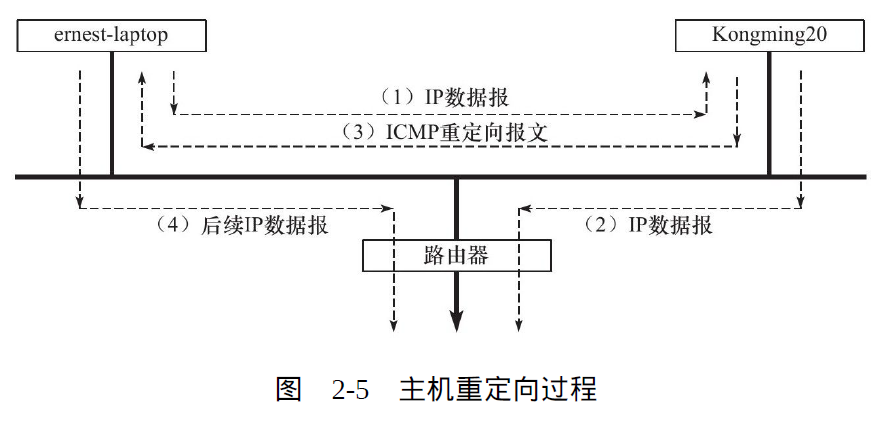 ernest-laptop
Kongming20
（1）IP数据报
（3）ICMP重定向报文
（4）后续IP数据报
（2）IP数据报
路由器
图 2-5 主机重定向过程